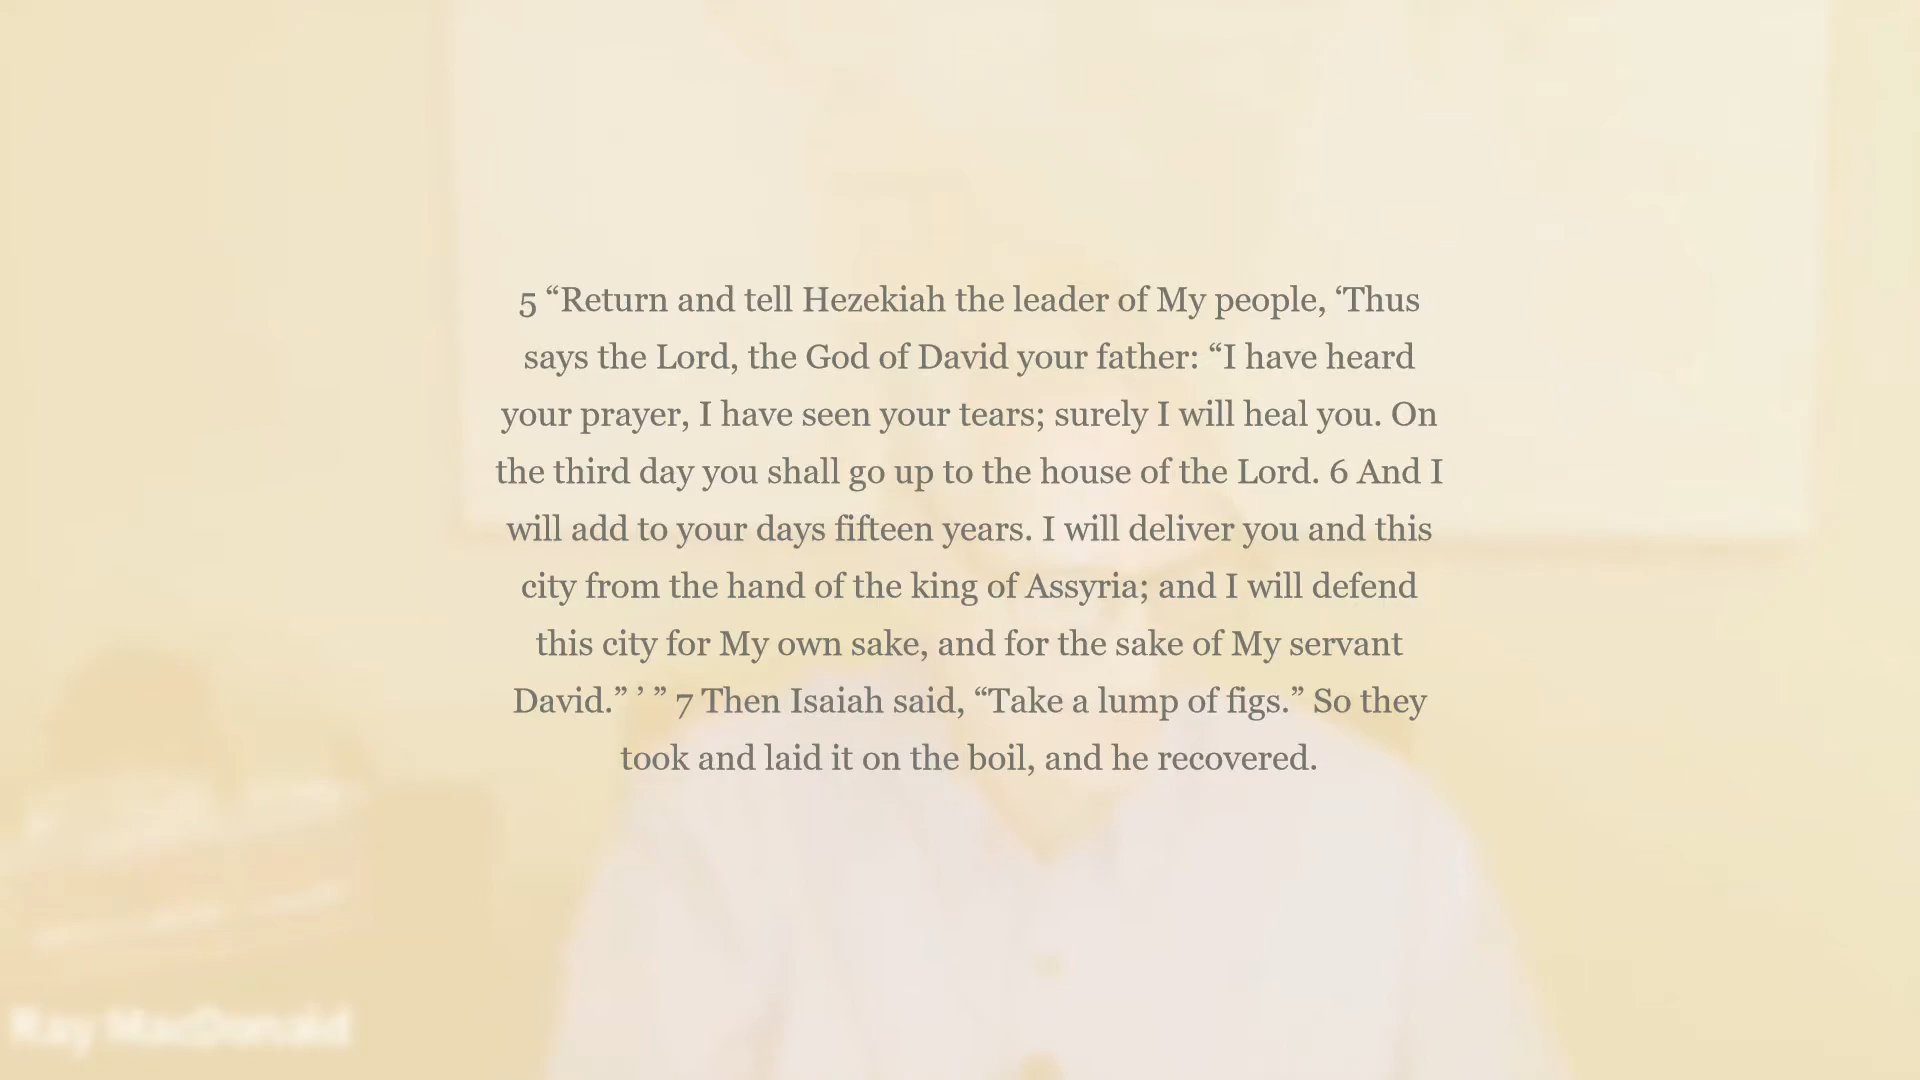 5 “Return and tell Hezekiah the leader of My people, ‘Thus
says the Lord, the God of David your father: “I have heard
your prayer, I have seen your tears; surely I will heal you. On
the third day you shall go up to the house of the Lord. 6 And I
will add to your days fifteen years. I will deliver you and this
city from the hand of the king of Assyria; and I will defend
this city for My own sake, and for the sake of My servant
David.” ’ ” 7 Then Isaiah said, “Take a lump of figs.” So they
took and laid it on the boil, and he recovered.
Ray MacDonald